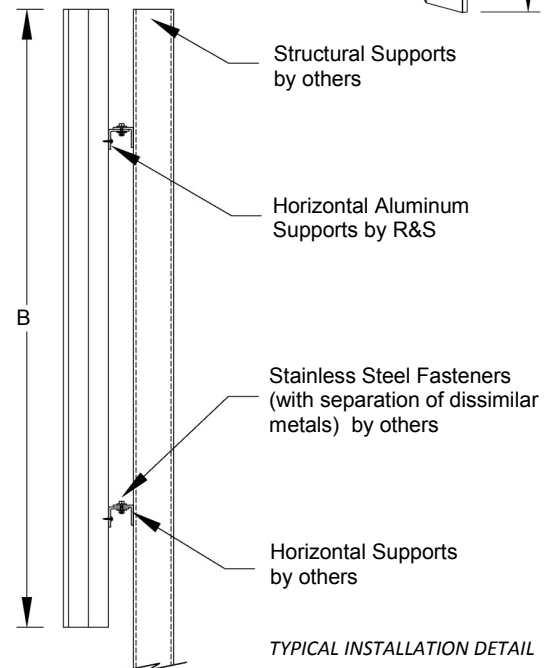 Structural Supports
by others
Horizontal Aluminum
Supports by R&S
B
Stainless Steel Fasteners
(with separation of dissimilar
metals) by others
Horizontal Supports
by others
TYPICAL INSTALLATION DETAIL